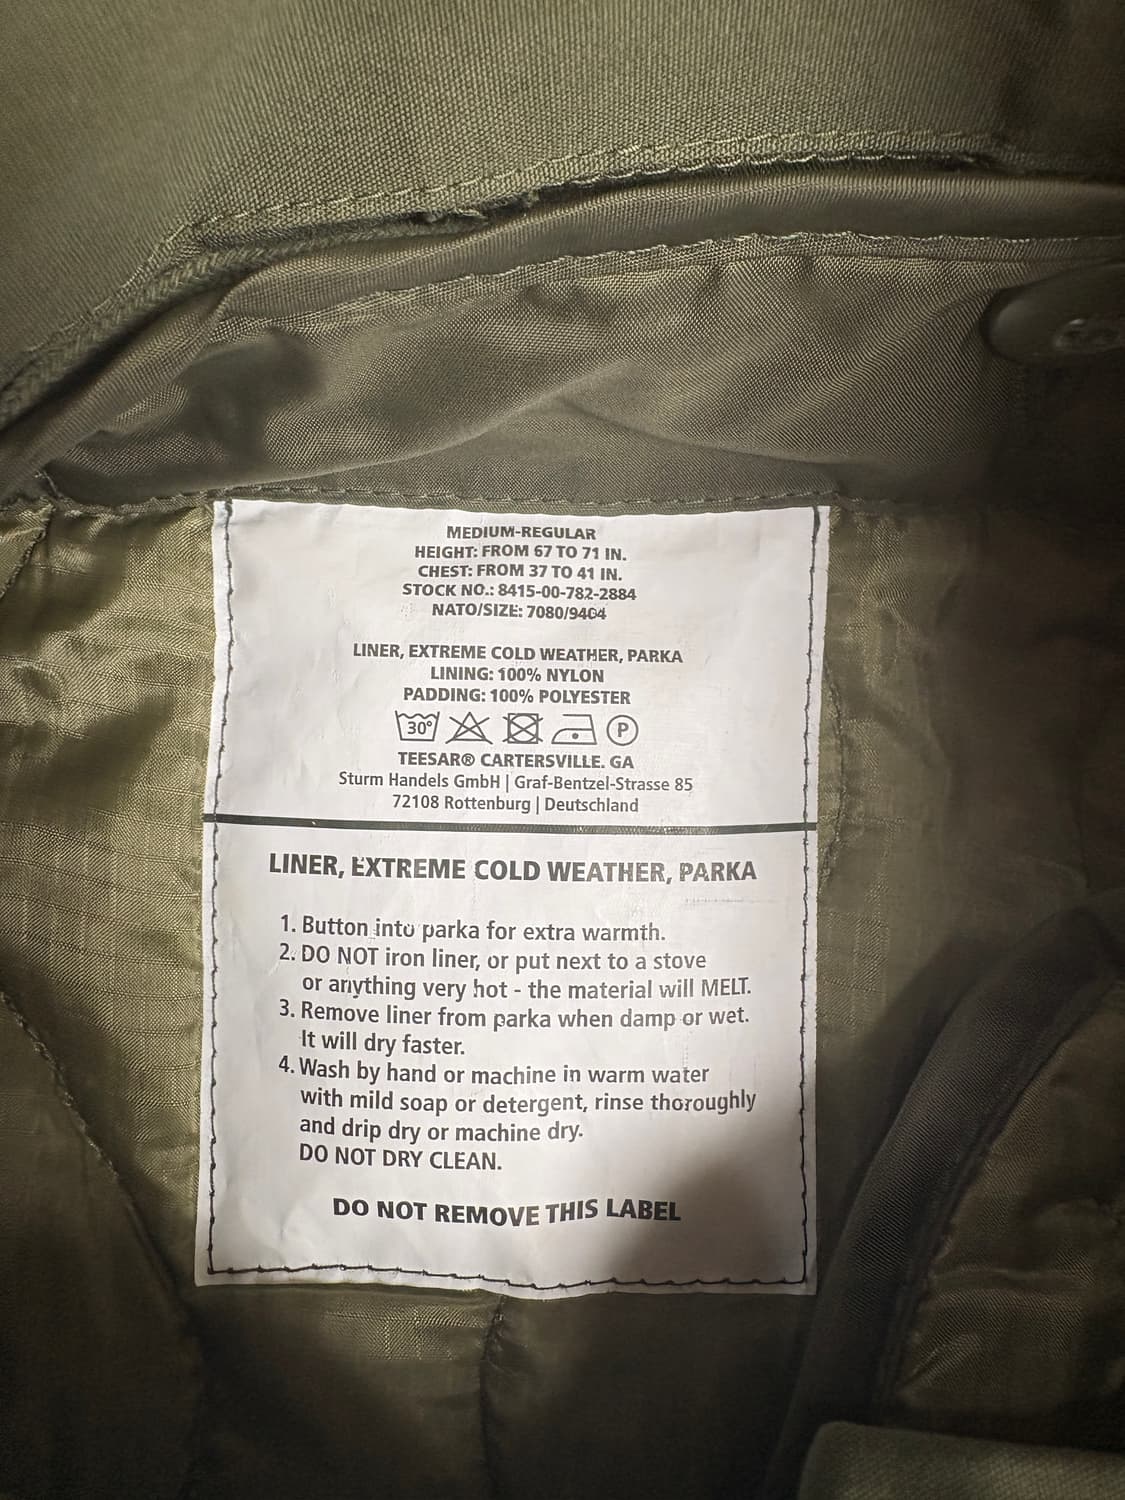 MEDIUM-REGULAR
HEIGHT: FROM 67 TO 71 IN.
CHEST: FROM 37 TO 41 IN.
STOCK NO.: 8415-00-782-2884
NATO/SIZE: 7080/9404
LINER, EXTREME COLD WEATHER, PARKA
LINING: 100% NYLON
PADDING: 100% POLYESTER
30° P
TEESAR® CARTERSVILLE. GA
Sturm Handels GmbH | Graf-Bentzel-Strasse 85
72108 Rottenburg | Deutschland
LINER, EXTREME COLD WEATHER, PARKA
1. Button into parka for extra warmth.
2. DO NOT iron liner, or put next to a stove
or anything very hot - the material will MELT.
3. Remove liner from parka when damp or wet.
It will dry faster.
4. Wash by hand or machine in warm water
with mild soap or detergent, rinse thoroughly
and drip dry or machine dry.
DO NOT DRY CLEAN.
DO NOT REMOVE THIS LABEL